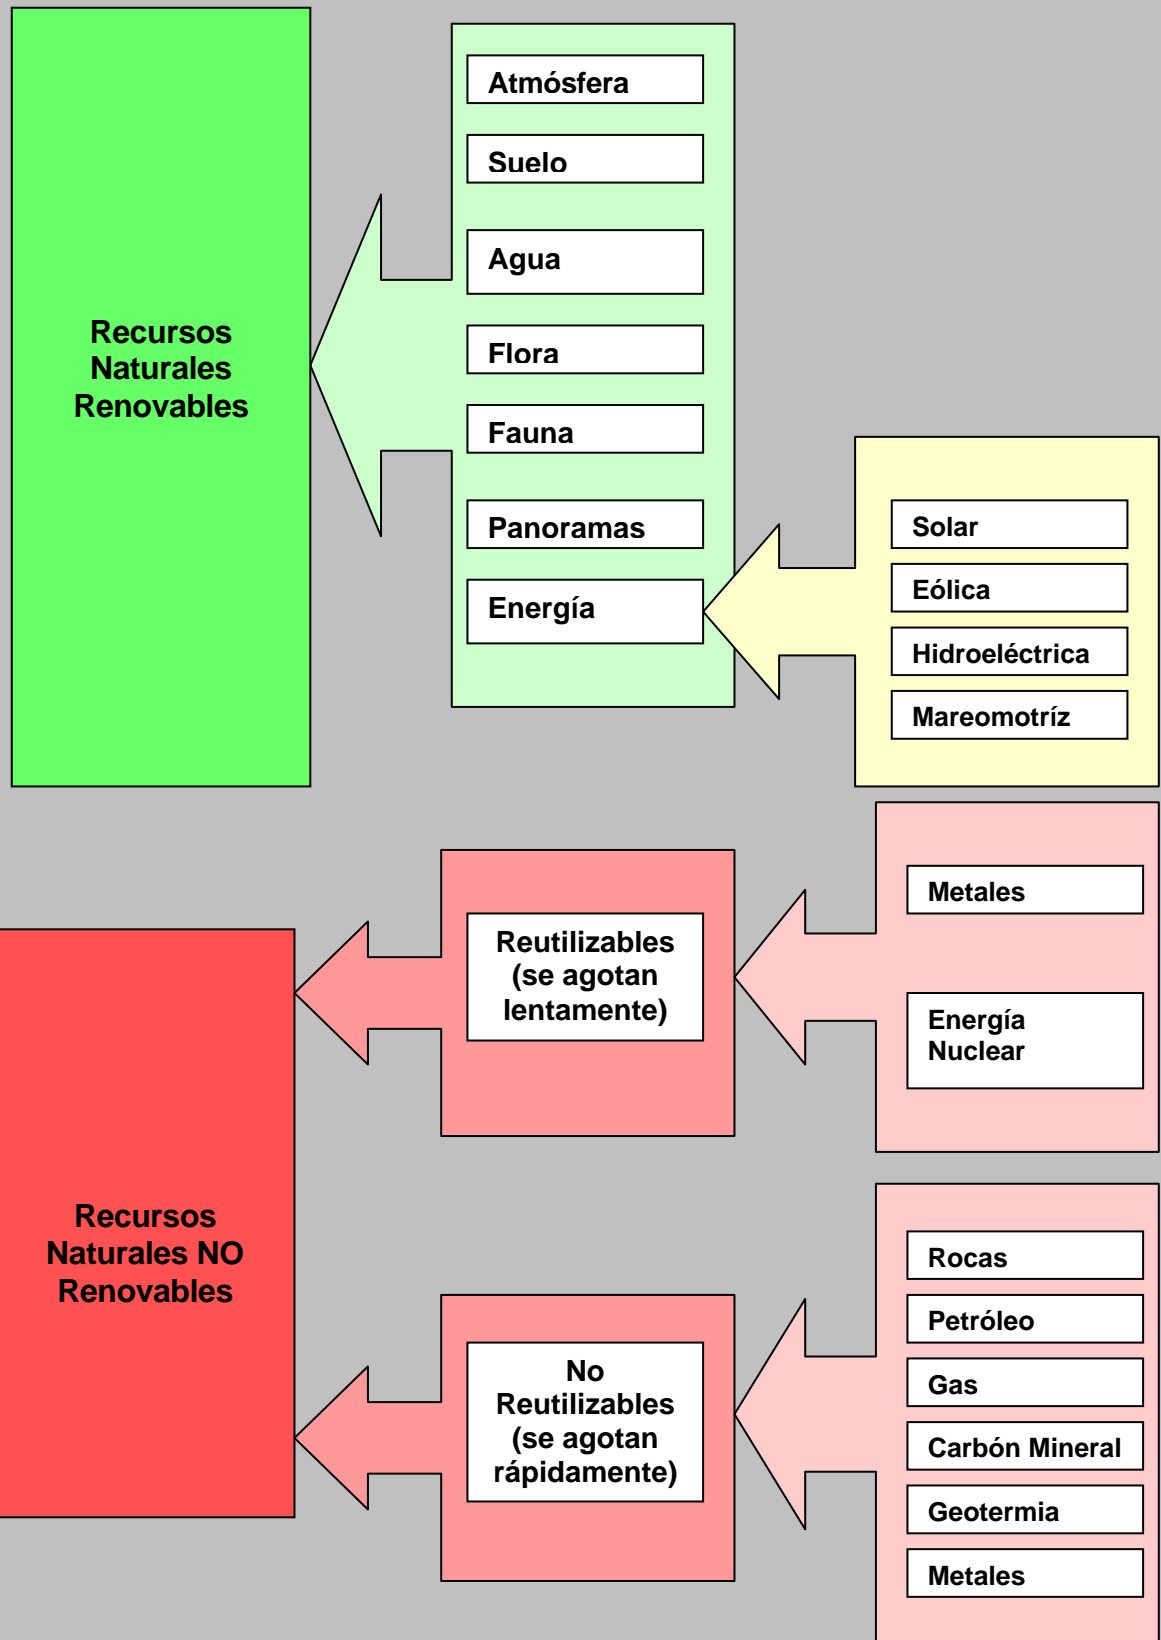 Recursos
Naturales
Renovables
Atmósfera
Suelo
Agua
Flora
Fauna
Panoramas
Energía
Solar
Eólica
Hidroeléctrica
Mareomotríz
Recursos
Naturales NO
Renovables
Reutilizables
(se agotan
lentamente)
Metales
Energía
Nuclear
No
Reutilizables
(se agotan
rápidamente)
Rocas
Petróleo
Gas
Carbón Mineral
Geotermia
Metales